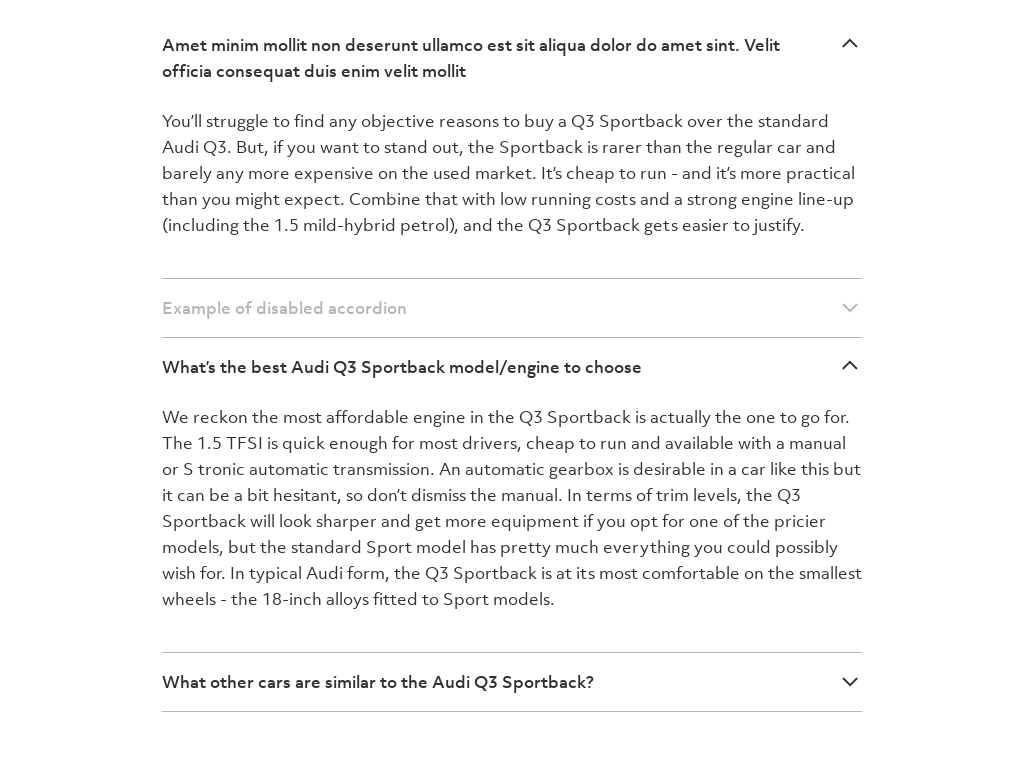 Amet minim mollit non deserunt ullamco est sit aliqua dolor do amet sint. Velit
officia consequat duis enim velit mollit
You’ll struggle to find any objective reasons to buy a Q3 Sportback over the standard
Audi Q3. But, if you want to stand out, the Sportback is rarer than the regular car and
barely any more expensive on the used market. It’s cheap to run - and it’s more practical
than you might expect. Combine that with low running costs and a strong engine line-up
(including the 1.5 mild-hybrid petrol), and the Q3 Sportback gets easier to justify.
Example of disabled accordion
What’s the best Audi Q3 Sportback model/engine to choose
We reckon the most affordable engine in the Q3 Sportback is actually the one to go for.
The 1.5 TFSI is quick enough for most drivers, cheap to run and available with a manual
or S tronic automatic transmission. An automatic gearbox is desirable in a car like this but
it can be a bit hesitant, so don’t dismiss the manual. In terms of trim levels, the Q3
Sportback will look sharper and get more equipment if you opt for one of the pricier
models, but the standard Sport model has pretty much everything you could possibly
wish for. In typical Audi form, the Q3 Sportback is at its most comfortable on the smallest
wheels - the 18-inch alloys fitted to Sport models.
What other cars are similar to the Audi Q3 Sportback?